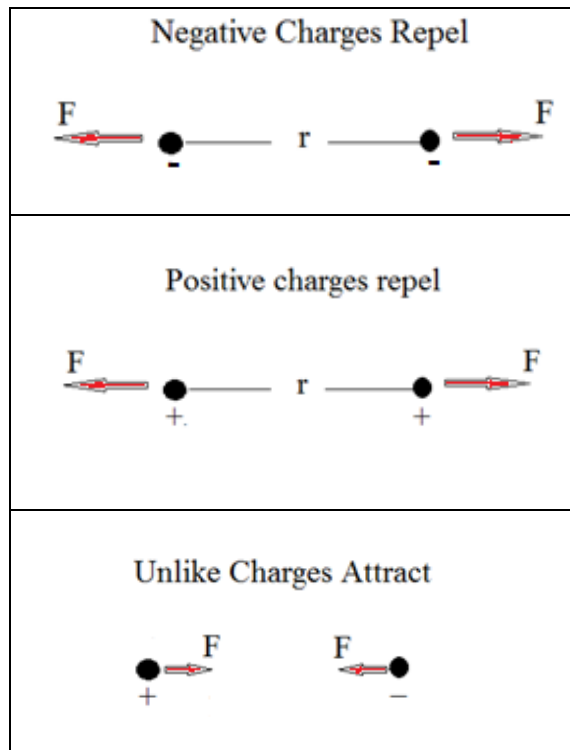 Negative Charges Repel
F r F
- -
Positive charges repel
F r F
+. +
Unlike Charges Attract
F F
+ –